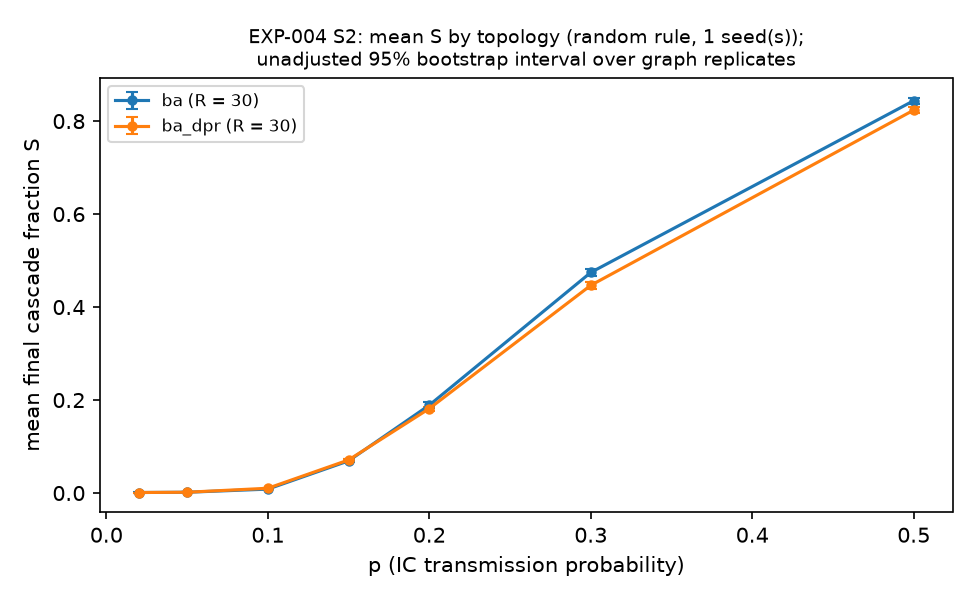 EXP-004 S2: mean S by topology (random rule, 1 seed(s));
unadjusted 95% bootstrap interval over graph replicates
ba (R = 30)
ba_dpr (R = 30)
mean final cascade fraction S
0.8
0.6
0.4
0.2
0.0
0.0 0.1 0.2 0.3 0.4 0.5
p (IC transmission probability)